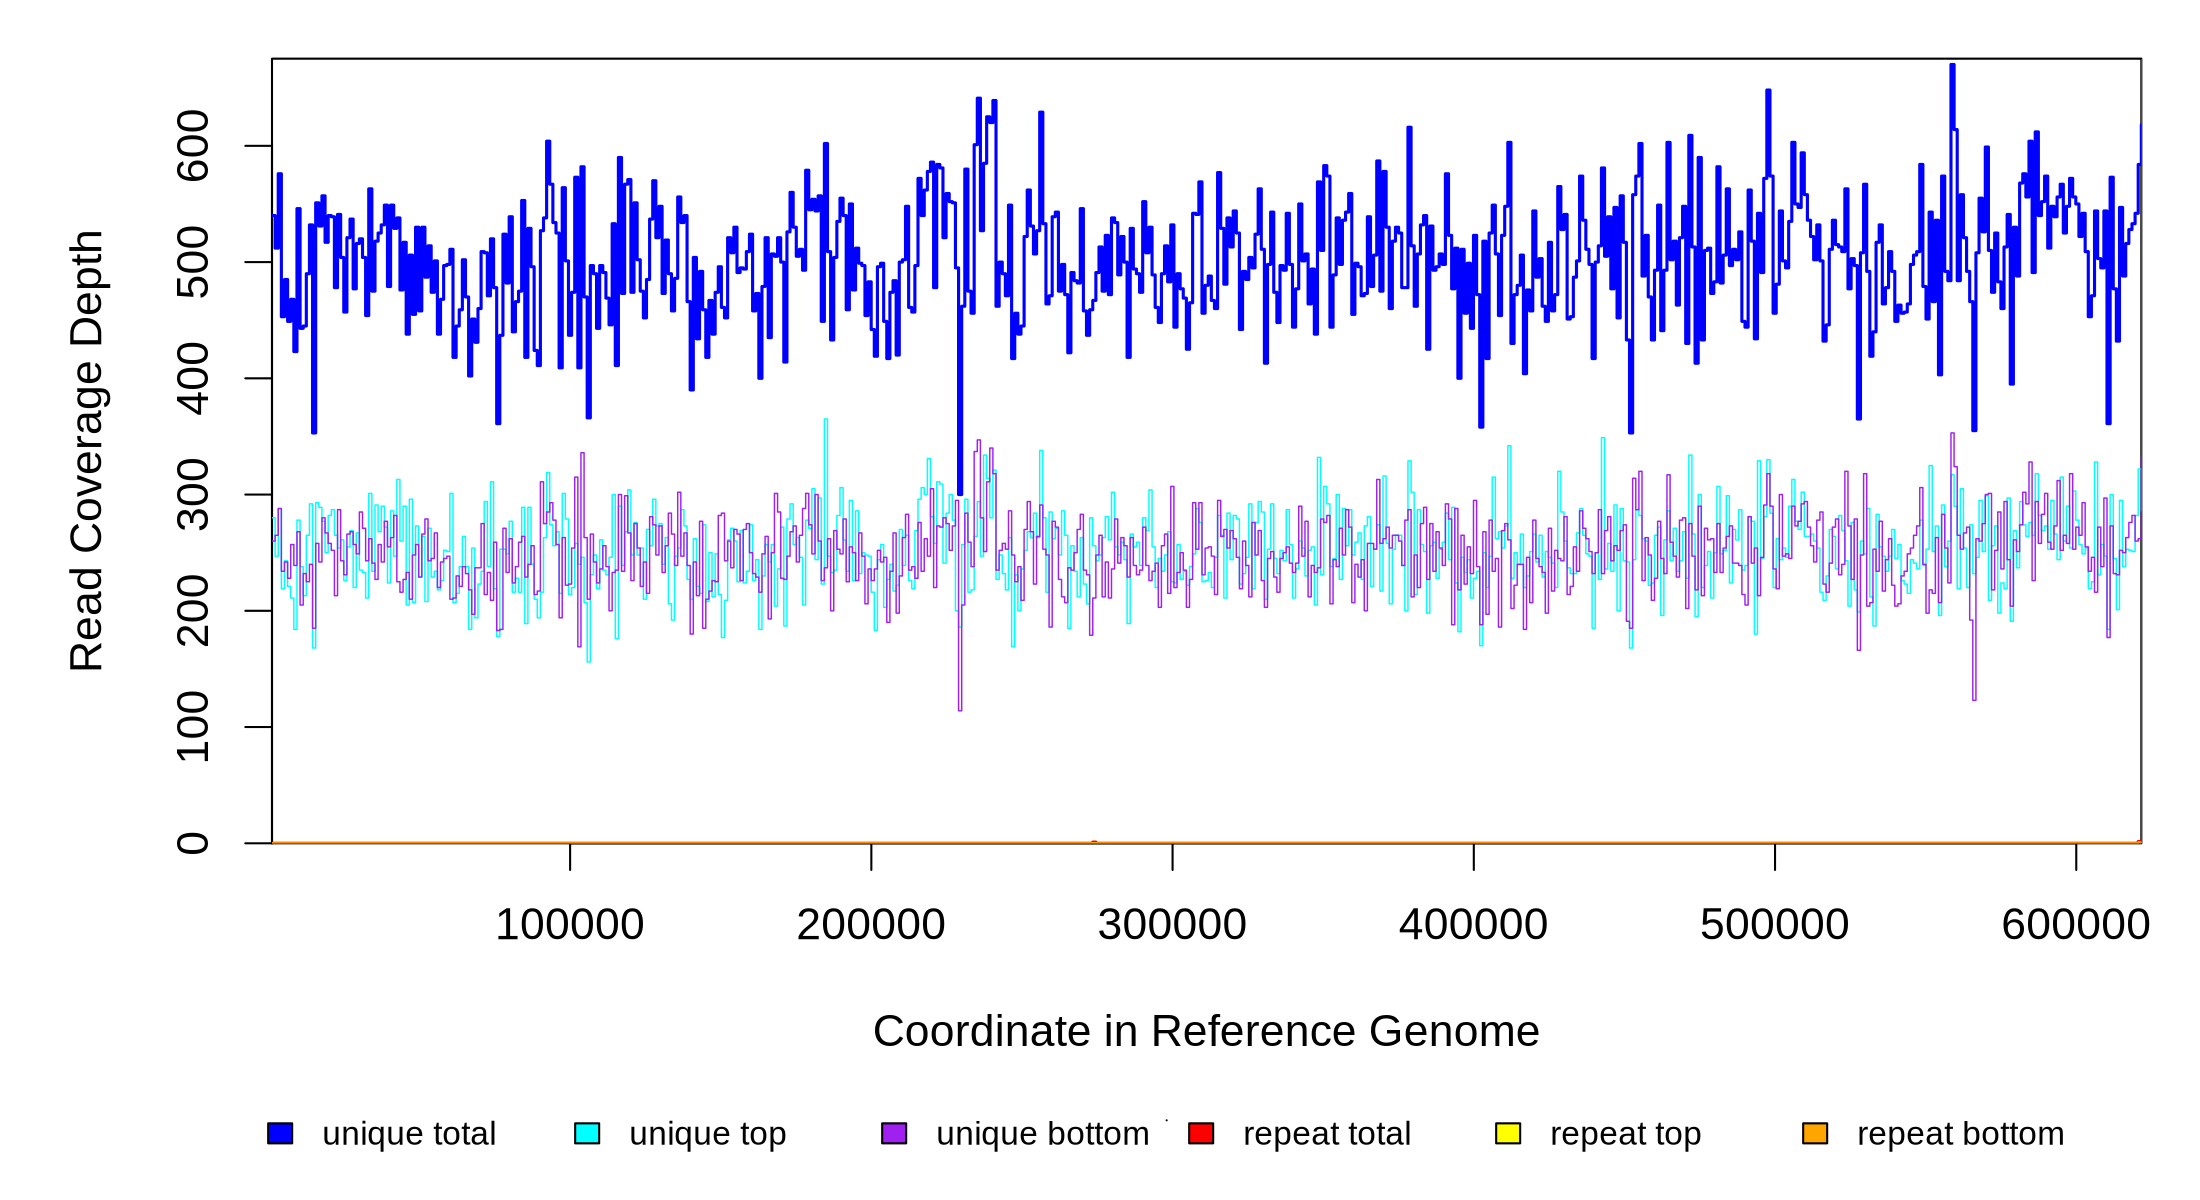 600
500
400
300
200
100
0
Read Coverage Depth
100000 200000 300000 400000 500000 600000
Coordinate in Reference Genome
unique total unique top unique bottom repeat total repeat top repeat bottom